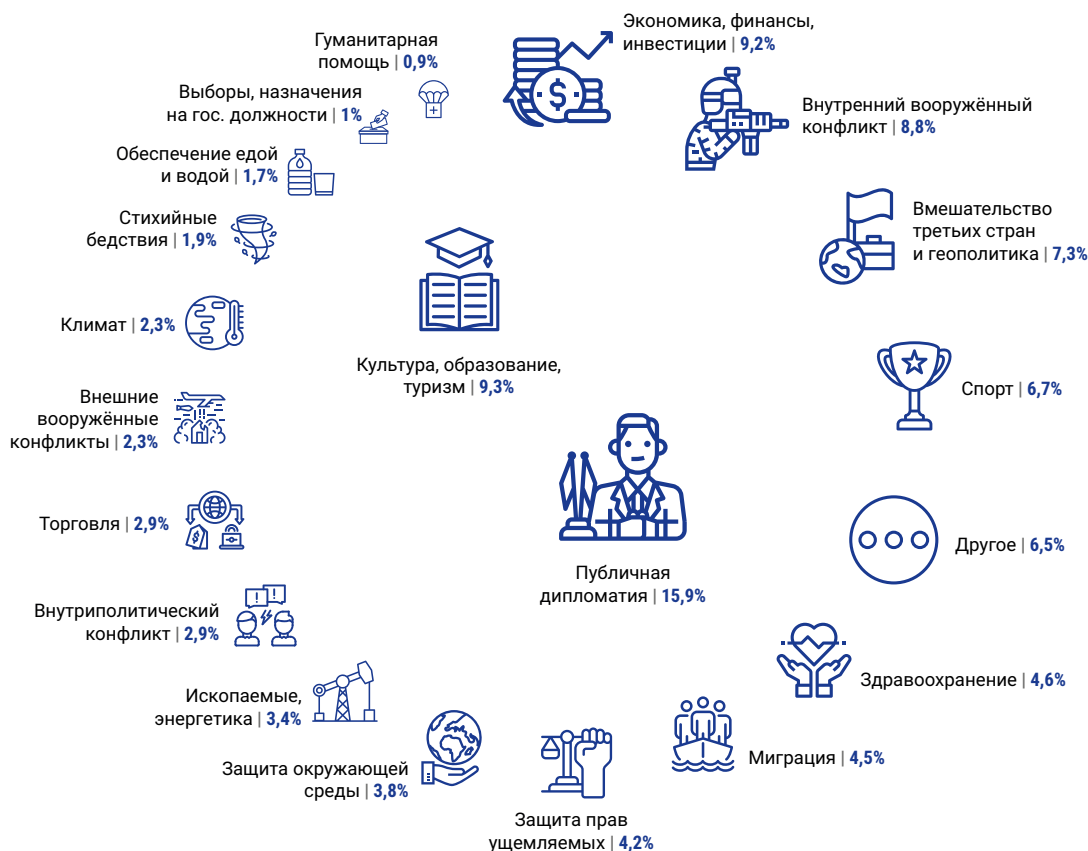 Экономика, финансы,
инвестиции | 9,2%
Гуманитарная
помощь | 0,9%
Выборы, назначения
на гос. должности | 1%
Внутренний вооружённый
конфликт | 8,8%
Обеспечение едой
и водой | 1,7%
Стихийные
бедствия | 1,9%
Вмешательство
третьих стран
и геополитика | 7,3%
Климат | 2,3%
Культура, образование,
туризм | 9,3%
Спорт | 6,7%
Внешние
вооружённые
конфликты | 2,3%
Торговля | 2,9%
Другое | 6,5%
Публичная
дипломатия | 15,9%
Внутриполитический
конфликт | 2,9%
Здравоохранение | 4,6%
Ископаемые,
энергетика | 3,4%
Миграция | 4,5%
Защита окружающей
среды | 3,8%
Защита прав
ущемляемых | 4,2%